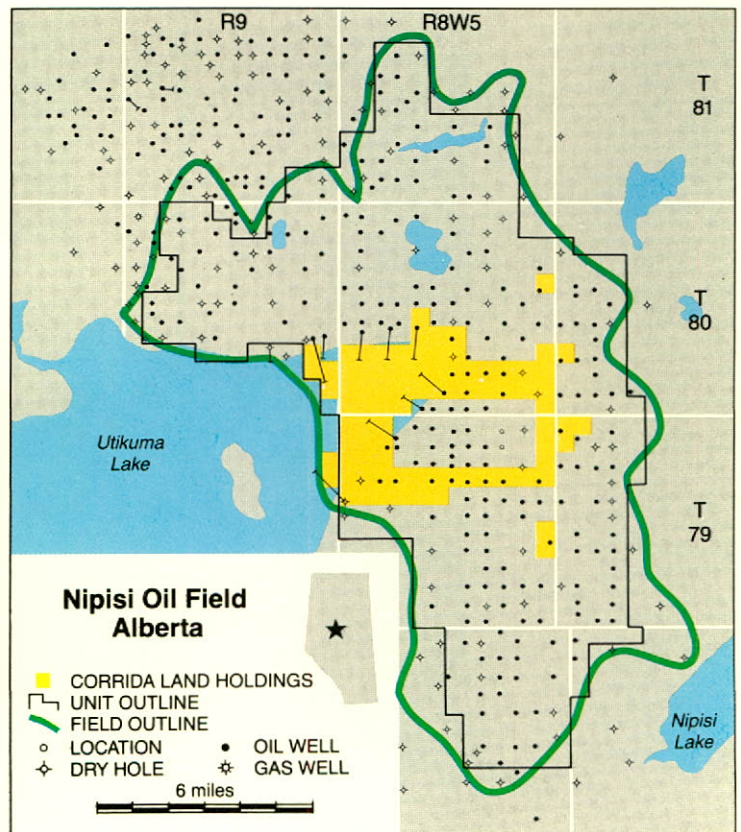 R9
R8W5
T
81
T
80
Utikuma
Lake
T
79
Nipisi Oil Field
Alberta
CORRIDA LAND HOLDINGS
UNIT OUTLINE
FIELD OUTLINE
LOCATION
OIL WELL
DRY HOLE
GAS WELL
6 miles
Nipisi
Lake